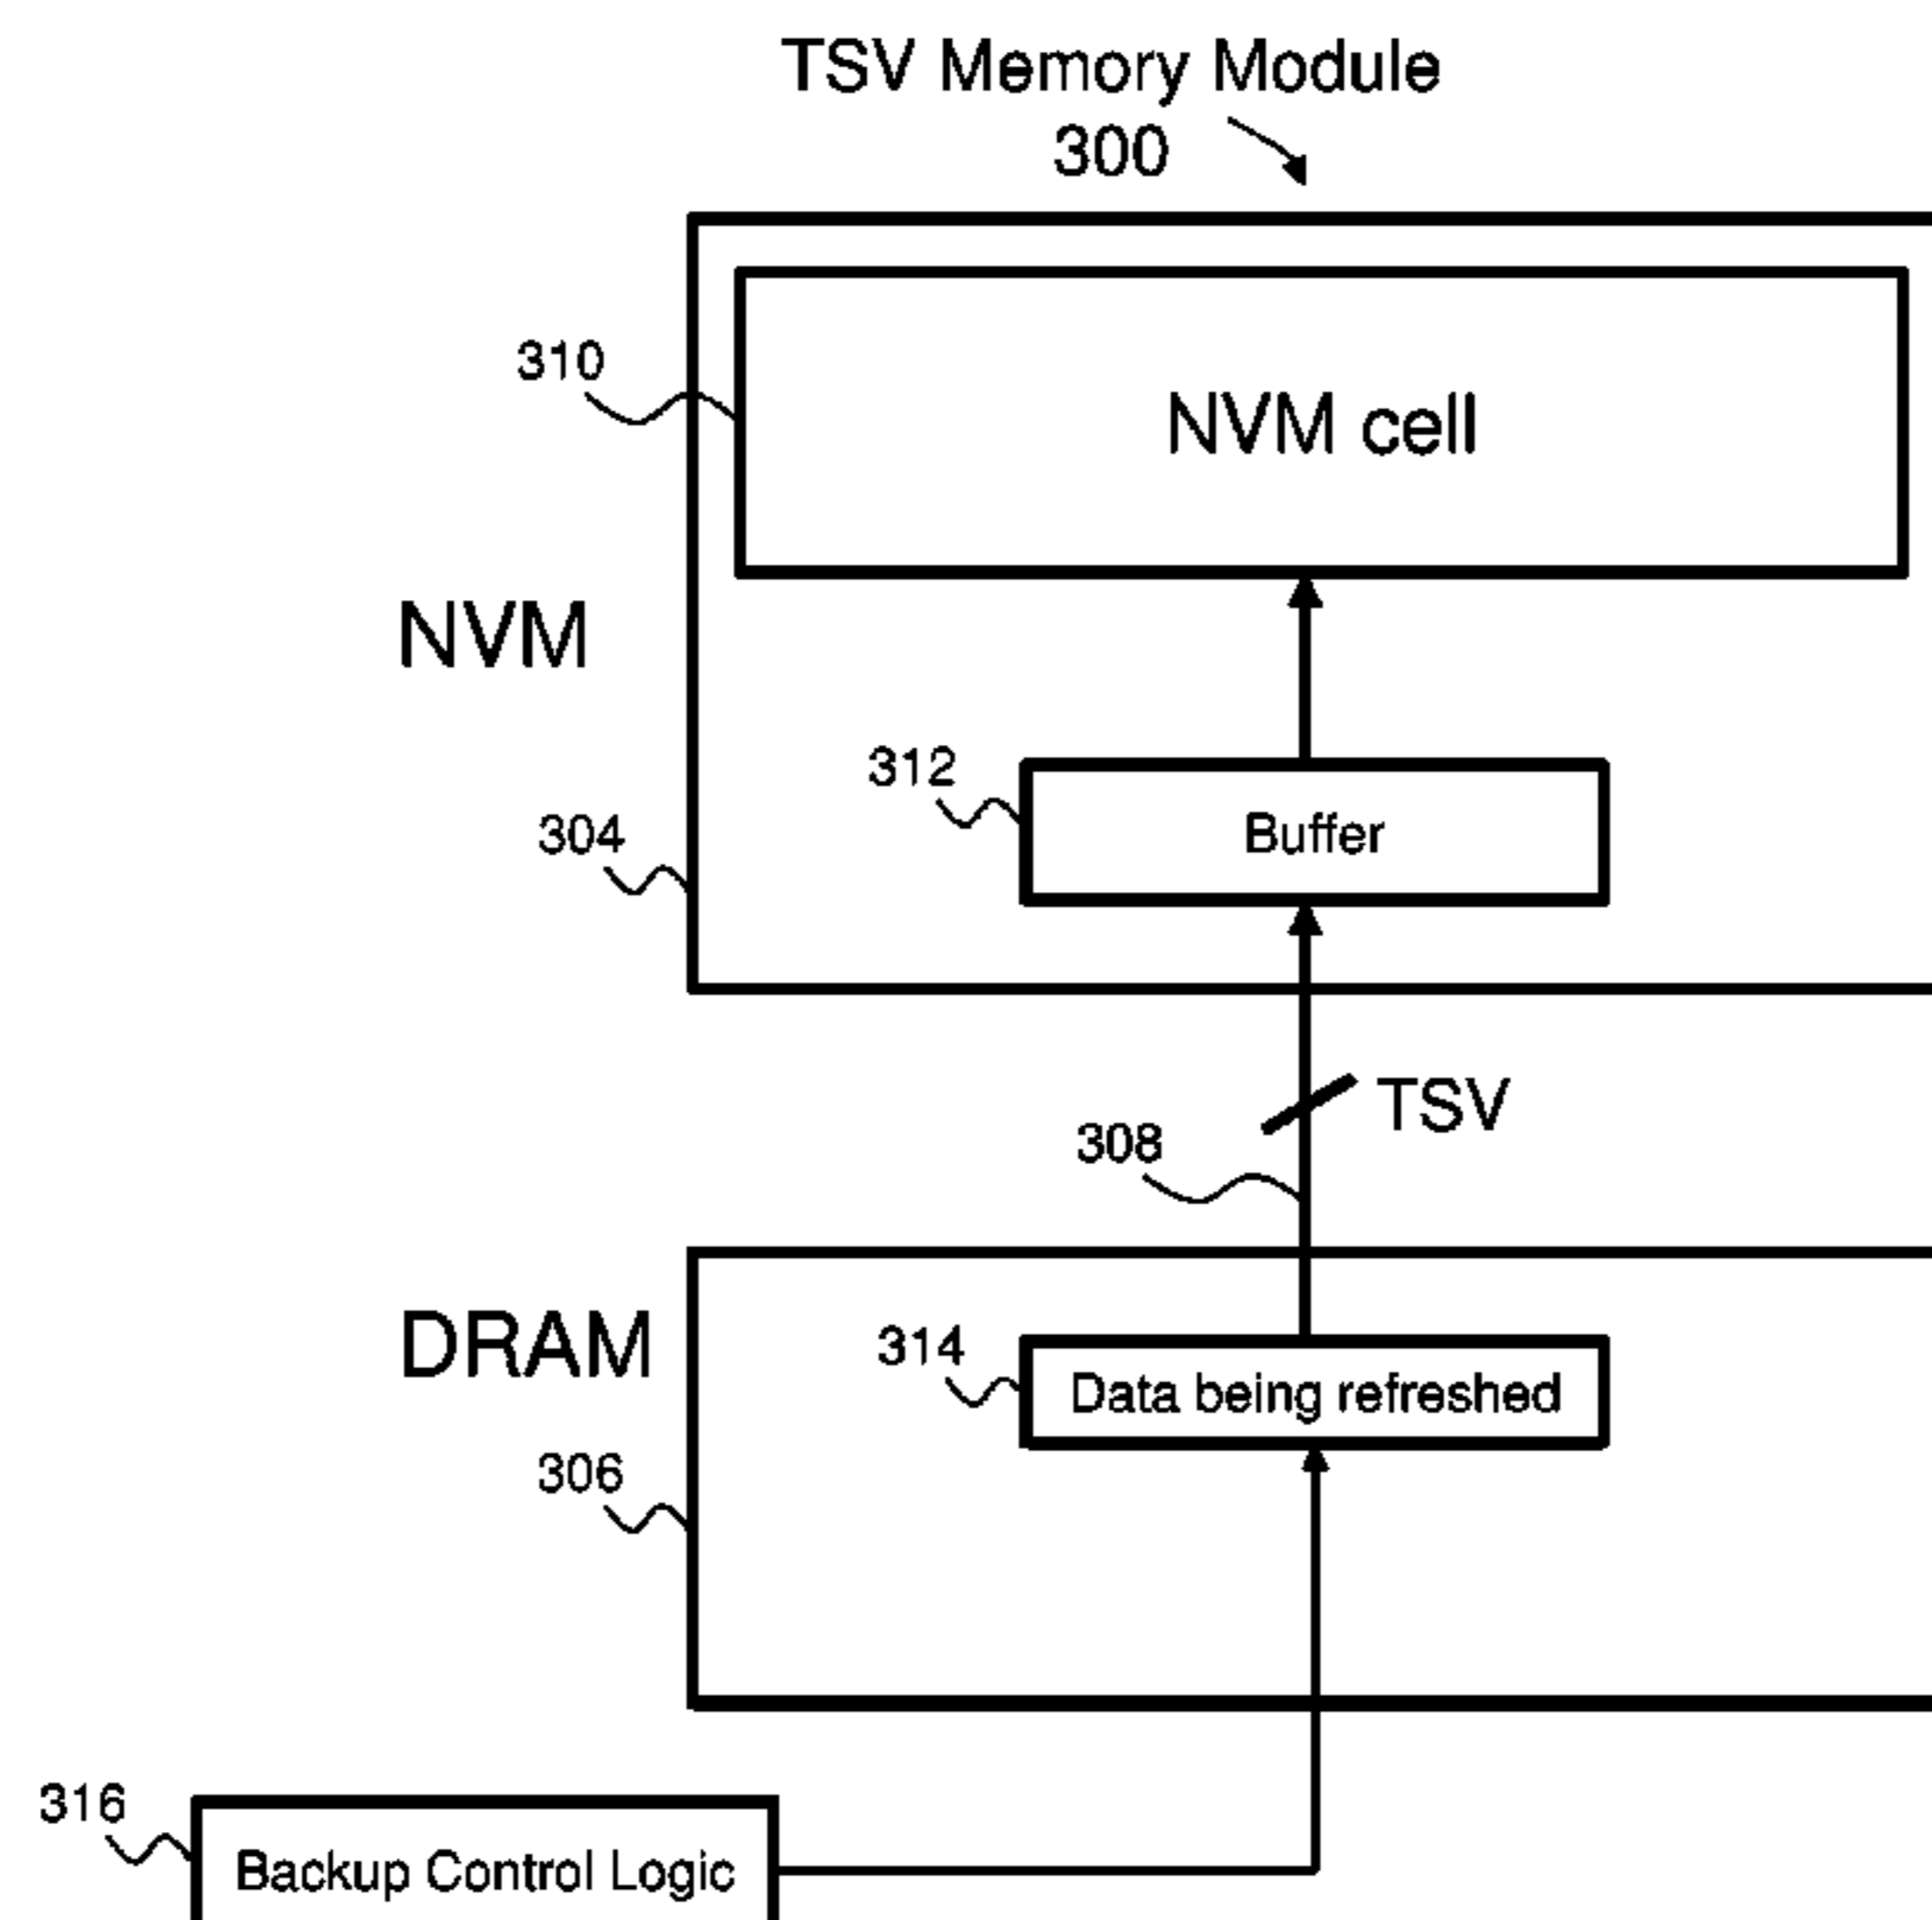 TSV Memory Module
300
310
NVM cell
NVM
312
Buffer
304
TSV
308
DRAM
314
Data being refreshed
306
316
Backup Control Logic